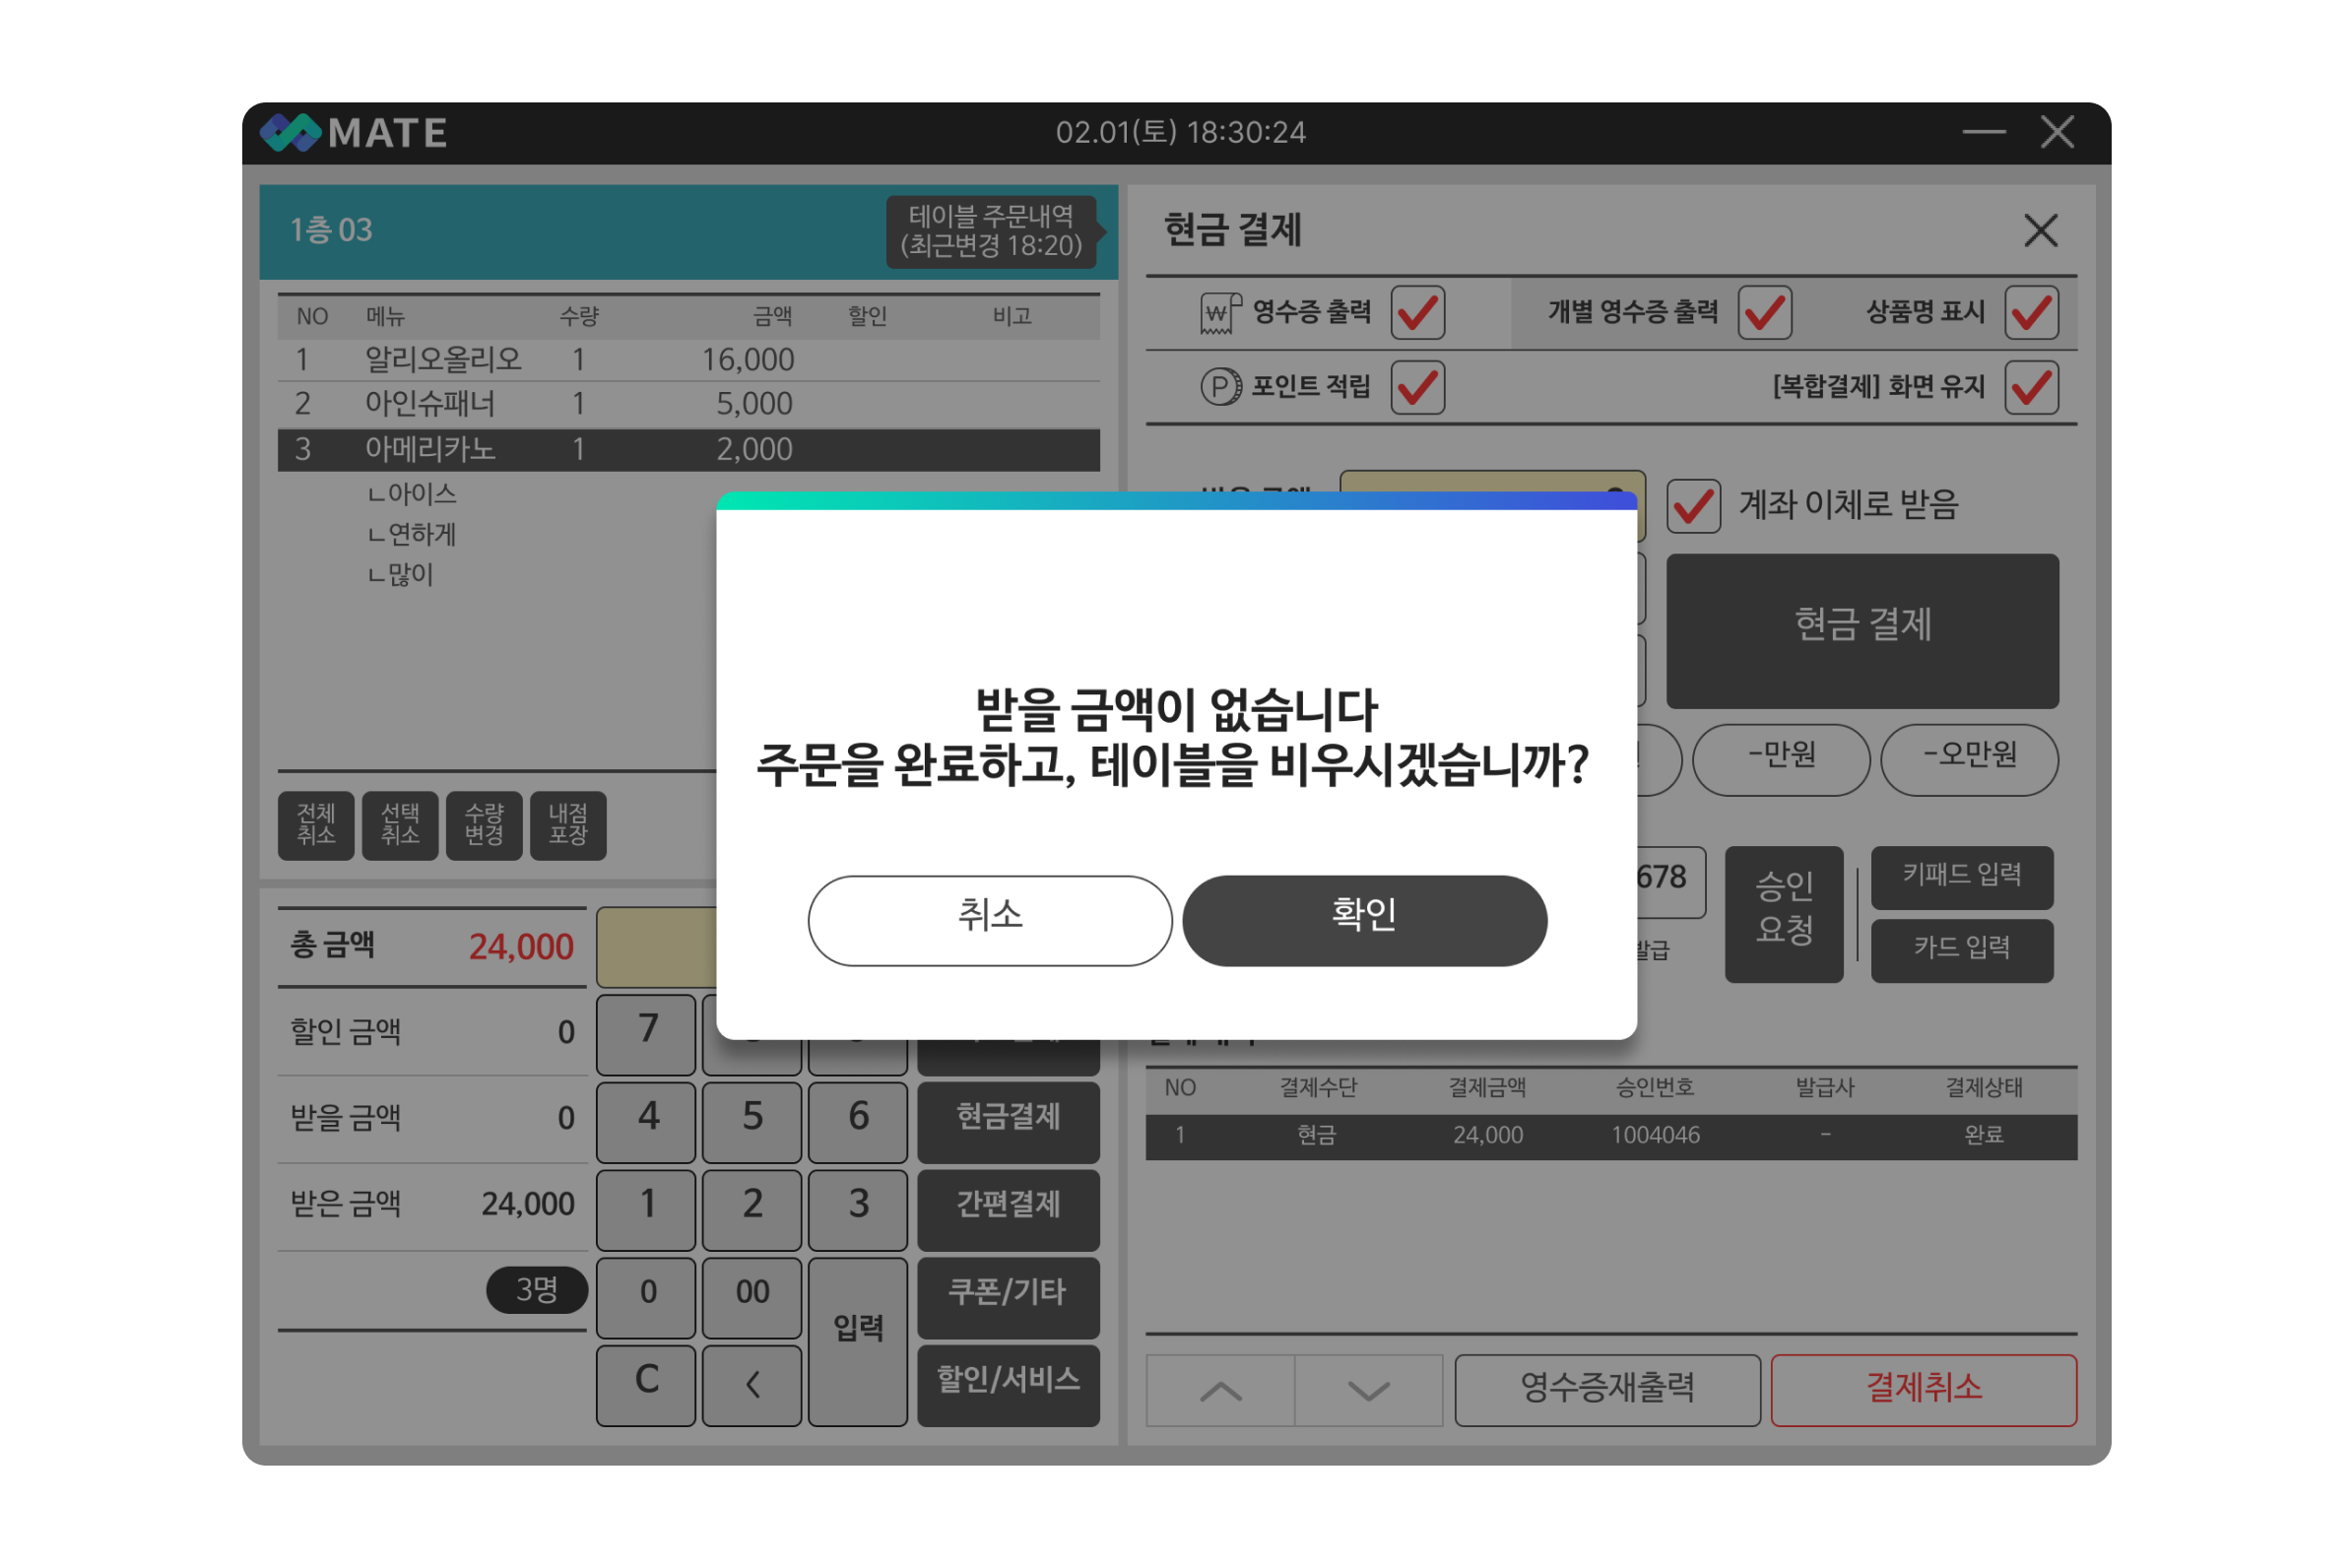 MATE
02.01(토) 18:30:24
1층 03
테이블 주문내역
(최근변경 18:20)
NO 메뉴 수량 금액 할인 비고
1 알리오올리오 1 16,000
2 아인슈패너 1 5,000
3 아메리카노 1 2,000
ㄴ아이스
ㄴ연하게
ㄴ많이
전체
취소
선택
취소
수량
변경
내점
포장
총 금액 24,000
할인 금액 0
받을 금액 0
받은 금액 24,000
3명
7
4 5 6
1 2 3
0 00
입력
C
현금결제
간편결제
쿠폰/기타
할인/서비스
현금 결제
영수증 출력 개별 영수증 출력 상품명 표시
포인트 적립 [복합결제] 화면 유지
계좌 이체로 받음
현금 결제
-만원 -오만원
678
승인
요청
키패드 입력
카드 입력
발급
받을 금액이 없습니다
주문을 완료하고, 테이블을 비우시겠습니까?
취소 확인
NO 결제수단 결제금액 승인번호 발급사 결제상태
1 현금 24,000 1004046 - 완료
영수증재출력 결제취소